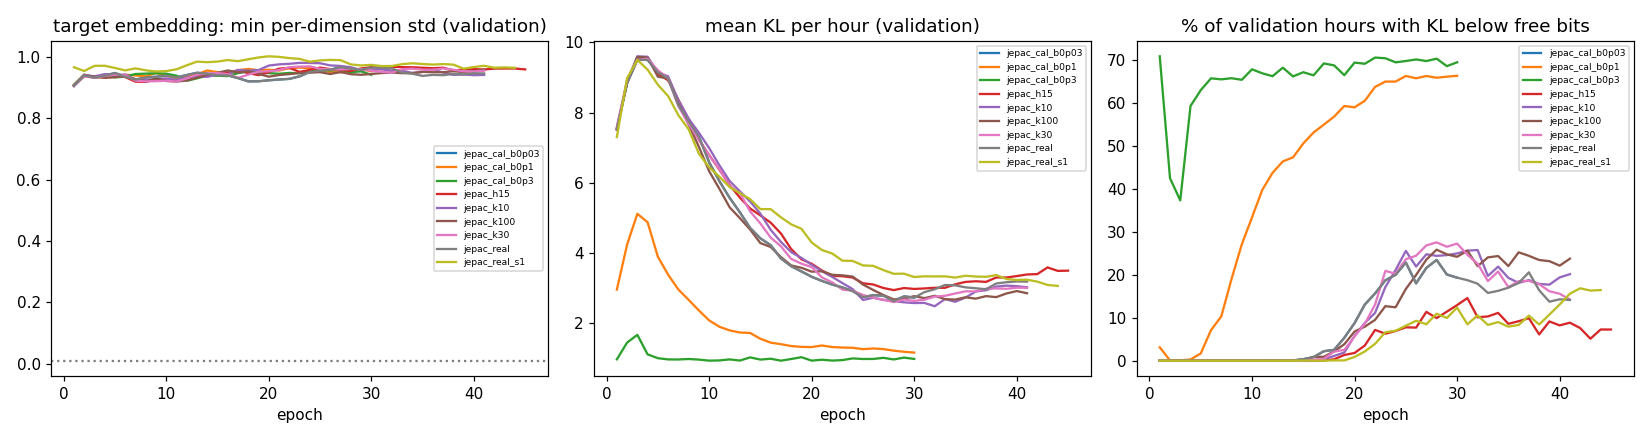 target embedding: min per-dimension std (validation)
1.0
0.8
0.6
0.4
0.2
0.0
0
10
20
30
40
epoch
jepac_cal_b0p03
jepac_cal_b0p1
jepac_cal_b0p3
jepac_h15
jepac_k10
jepac_k100
jepac_k30
jepac_real
jepac_real_s1
mean KL per hour (validation)
10
8
6
4
2
0
10
20
30
40
epoch
jepac_cal_b0p03
jepac_cal_b0p1
jepac_cal_b0p3
jepac_h15
jepac_k10
jepac_k100
jepac_k30
jepac_real
jepac_real_s1
% of validation hours with KL below free bits
70
60
50
40
30
20
10
0
0
10
20
30
40
epoch
jepac_cal_b0p03
jepac_cal_b0p1
jepac_cal_b0p3
jepac_h15
jepac_k10
jepac_k100
jepac_k30
jepac_real
jepac_real_s1